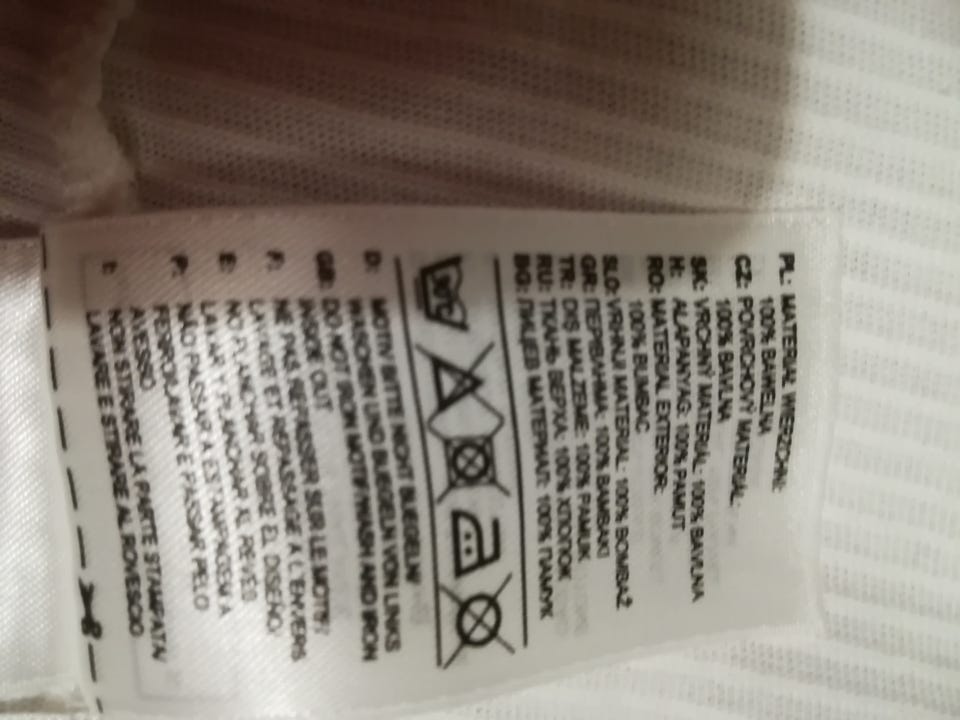 PL: MATERIAŁ WIERZCHNI:
100% BAWEŁNA
CZ: POVRCHOVÝ MATERIÁL:
100% BAVLNA
SK: VRCHNÝ MATERIÁL: 100% BAVLNA
H: ALAPANYAG: 100% PAMUT
RO: MATERIAL EXTERIOR:
100% BUMBAC
SLO: VRHNJI MATERIAL: 100% BOMBAŽ
GR: ΠΕΡΙΒΛΗΜΑ: 100% ΒΑΜΒΑΚΙ
TR: DIS MALZEME: 100% PAMUK
RU: ТКАНЬ ВЕРХА: 100% ХЛОПОК
BG: ЛИЦЕВ МАТЕРИАЛ: 100% ПАМУК
D: MOTIV BITTE NICHT BUEGELN/
WASCHEN UND BUEGELN VON LINKS
GB: DO NOT IRON MOTIF/WASH AND IRON
INSIDE OUT
F: NE PAS REPASSER SUR LE MOTIF/
LAVAGE ET REPASSAGE A L'ENVERS
E: NO PLANCHAR SOBRE EL DISEÑO/
LAVAR Y PLANCHAR AL REVÉS
P: NÃO PASSAR A ESTAMPAGEM A
FERRO/LAVAR E PASSAR PELO
AVESSO
I: NON STIRARE LA PARTE STAMPATA/
LAVARE E STIRARE AL ROVESCIO